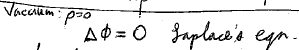 Vacuum: ρ=0
Δϕ = 0 Laplace's eqn.